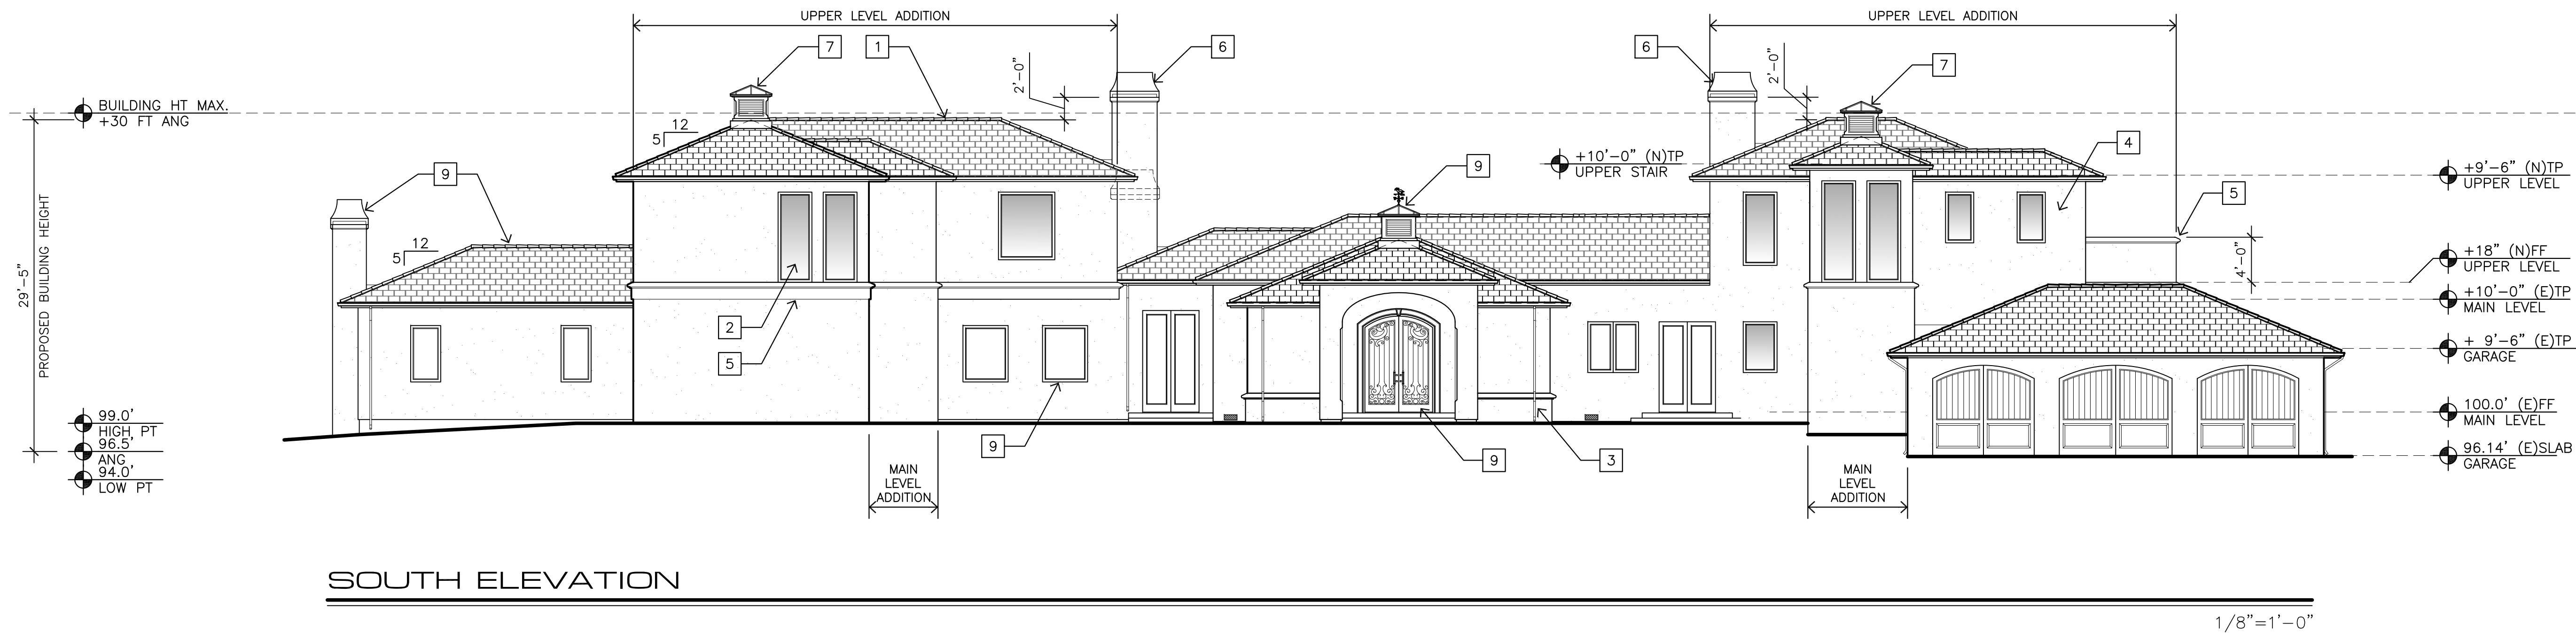 UPPER LEVEL ADDITION
UPPER LEVEL ADDITION
7
1
6
6
7
2'-0"
2'-0"
BUILDING HT MAX.
+30 FT ANG
12
5
4
9
+10'-0" (N)TP
UPPER STAIR
9
+9'-6" (N)TP
UPPER LEVEL
5
12
5
29'-5"
PROPOSED BUILDING HEIGHT
4'-0"
+18" (N)FF
UPPER LEVEL
+10'-0" (E)TP
MAIN LEVEL
2
5
+ 9'-6" (E)TP
GARAGE
99.0'
HIGH PT
96.5'
ANG
94.0'
LOW PT
9
9
3
100.0' (E)FF
MAIN LEVEL
96.14' (E)SLAB
GARAGE
MAIN
LEVEL
ADDITION
MAIN
LEVEL
ADDITION
SOUTH ELEVATION
1/8"=1'-0"